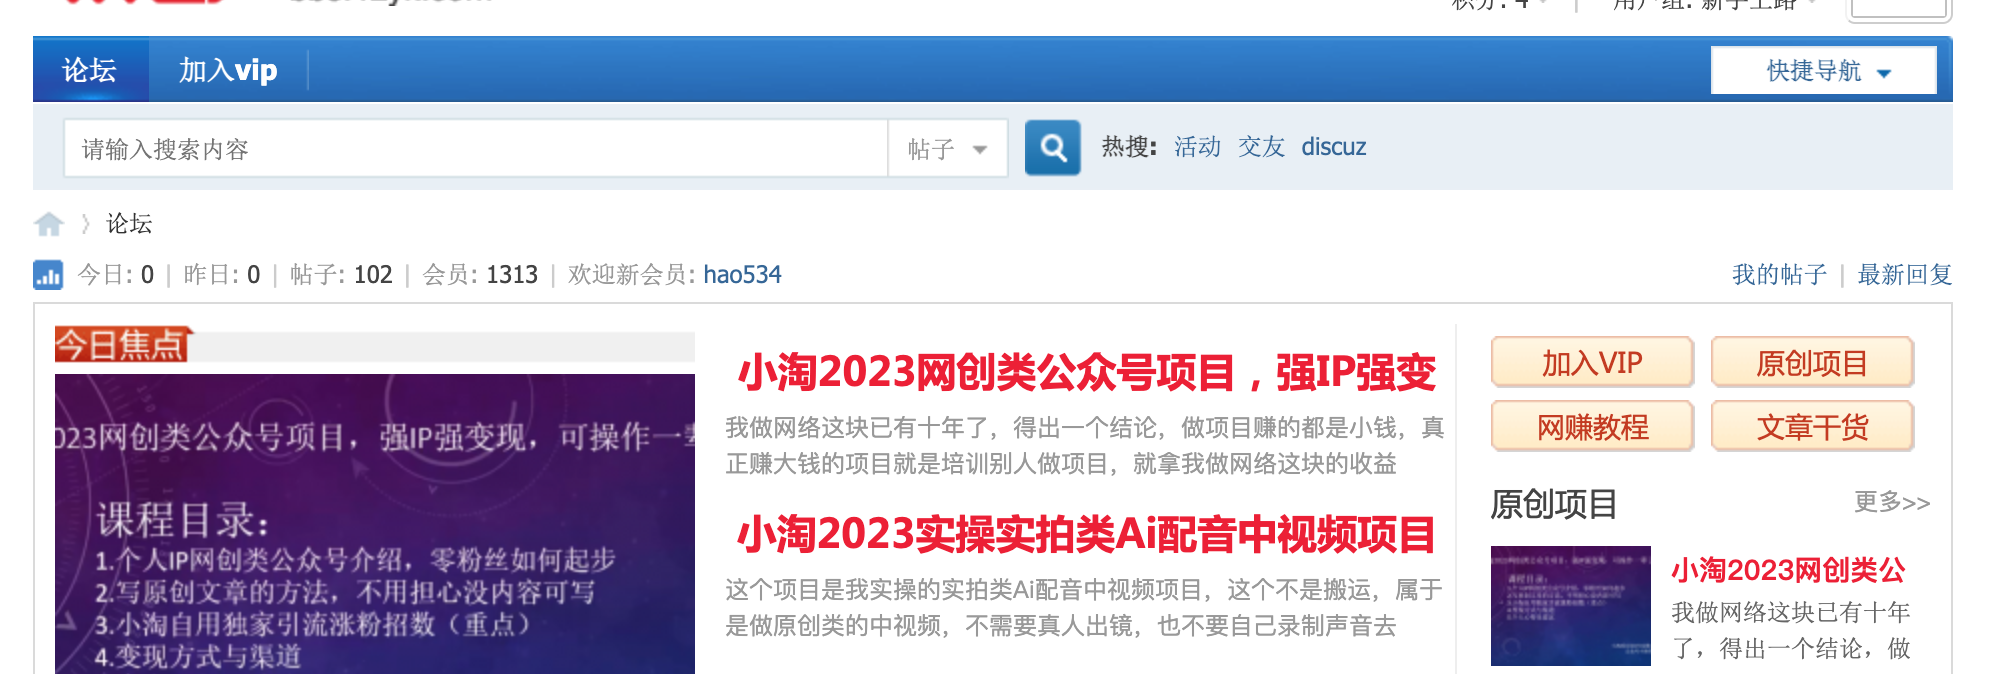 积分: 4
用户组: 新手上路
论坛
加入vip
快捷导航
请输入搜索内容
帖子
热搜: 活动 交友 discuz
论坛
今日: 0 | 昨日: 0 | 帖子: 102 | 会员: 1313 | 欢迎新会员: hao534
我的帖子 | 最新回复
今日焦点
023网创类公众号项目，强IP强变现，可操作一
课程目录：
1.个人IP网创类公众号介绍，零粉丝如何起步
2.写原创文章的方法，不用担心没内容可写
3.小淘自用独家引流涨粉招数（重点）
4.变现方式与渠道
小淘2023网创类公众号项目，强IP强变
我做网络这块已有十年了，得出一个结论，做项目赚的都是小钱，真
正赚大钱的项目就是培训别人做项目，就拿我做网络这块的收益
小淘2023实操实拍类Ai配音中视频项目
这个项目是我实操的实拍类Ai配音中视频项目，这个不是搬运，属于
是做原创类的中视频，不需要真人出镜，也不要自己录制声音去
加入VIP
原创项目
网赚教程
文章干货
原创项目
更多>>
小淘2023网创类公
我做网络这块已有十年
了，得出一个结论，做